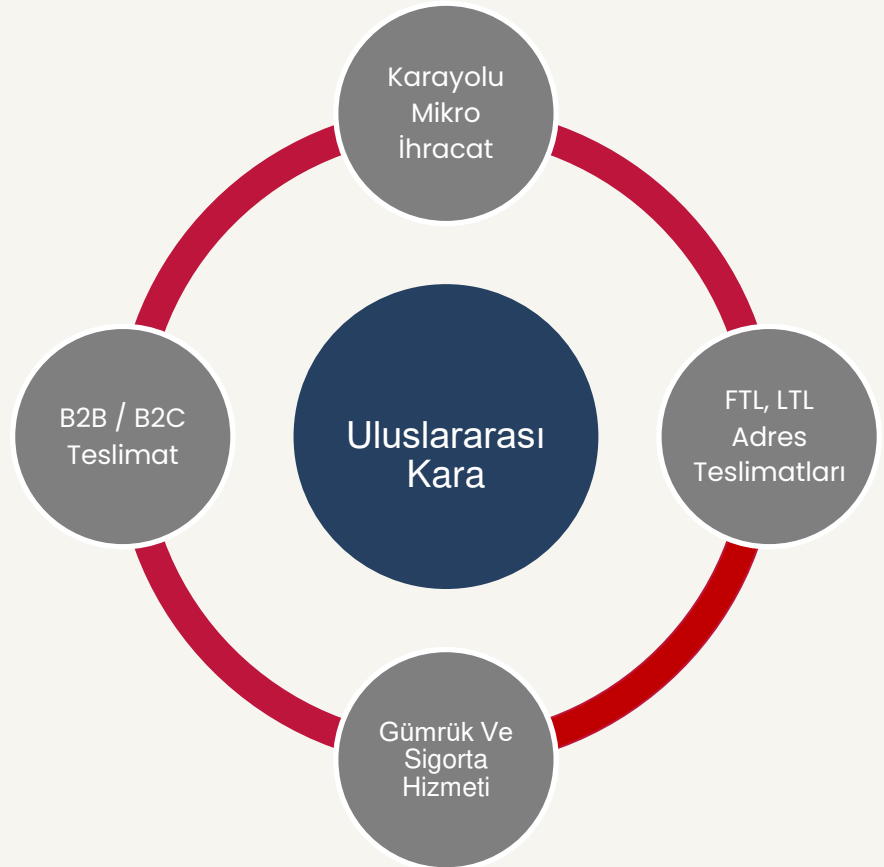 Karayolu
Mikro
İhracat
B2B / B2C
Teslimat
Uluslararası
Kara
FTL, LTL
Adres
Teslimatları
Gümrük Ve
Sigorta
Hizmeti